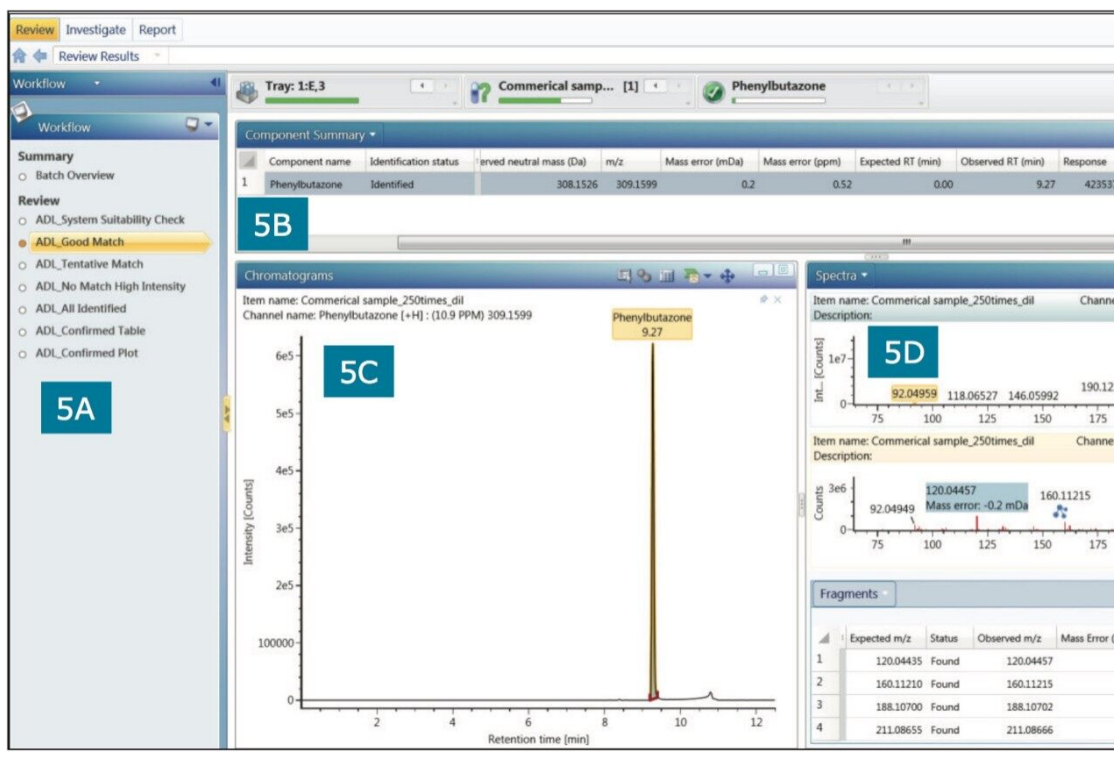 Review Investigate Report
Review Results
Workflow
Workflow
Summary
Batch Overview
Review
ADL_System Suitability Check
ADL_Good Match
ADL_Tentative Match
ADL_No Match High Intensity
ADL_All Identified
ADL_Confirmed Table
ADL_Confirmed Plot
5A
Tray: 1:E,3 Commerical samp... [1] Phenylbutazone
Component Summary
Component name Identification status erved neutral mass (Da) m/z Mass error (mDa) Mass error (ppm) Expected RT (min) Observed RT (min) Response
1 Phenylbutazone Identified 308.1526 309.1599 0.2 0.52 0.00 9.27 423537
5B
Chromatograms
Item name: Commerical sample_250times_dil
Channel name: Phenylbutazone [+H] : (10.9 PPM) 309.1599
Phenylbutazone
9.27
5C
6e5
5e5
4e5
3e5
2e5
100000
0
Intensity [Counts]
2 4 6 8 10 12
Retention time [min]
Spectra
Item name: Commerical sample_250times_dil Channe
Description:
5D
Int... [Counts]
1e7
0
92.04959 118.06527 146.05992 190.12
75 100 125 150 175
Item name: Commerical sample_250times_dil Channe
Description:
Counts
3e6
0
92.04949 120.04457 160.11215
Mass error: -0.2 mDa
75 100 125 150 175
Fragments
Expected m/z Status Observed m/z Mass Error (
1 120.04435 Found 120.04457
2 160.11210 Found 160.11215
3 188.10700 Found 188.10702
4 211.08655 Found 211.08666